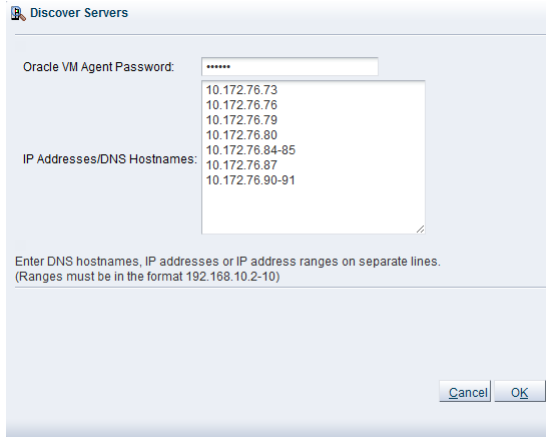 Discover Servers
Oracle VM Agent Password: ••••••
IP Addresses/DNS Hostnames:
10.172.76.73
10.172.76.76
10.172.76.79
10.172.76.80
10.172.76.84-85
10.172.76.87
10.172.76.90-91
Enter DNS hostnames, IP addresses or IP address ranges on separate lines.
(Ranges must be in the format 192.168.10.2-10)
Cancel OK